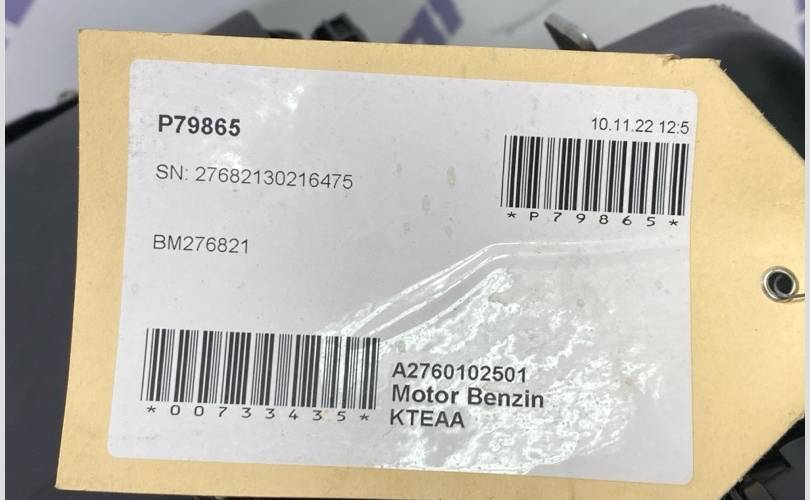 P79865
10.11.22 12:5
SN: 27682130216475
*P79865*
BM276821
*00733435*
A2760102501
Motor Benzin
KTEAA